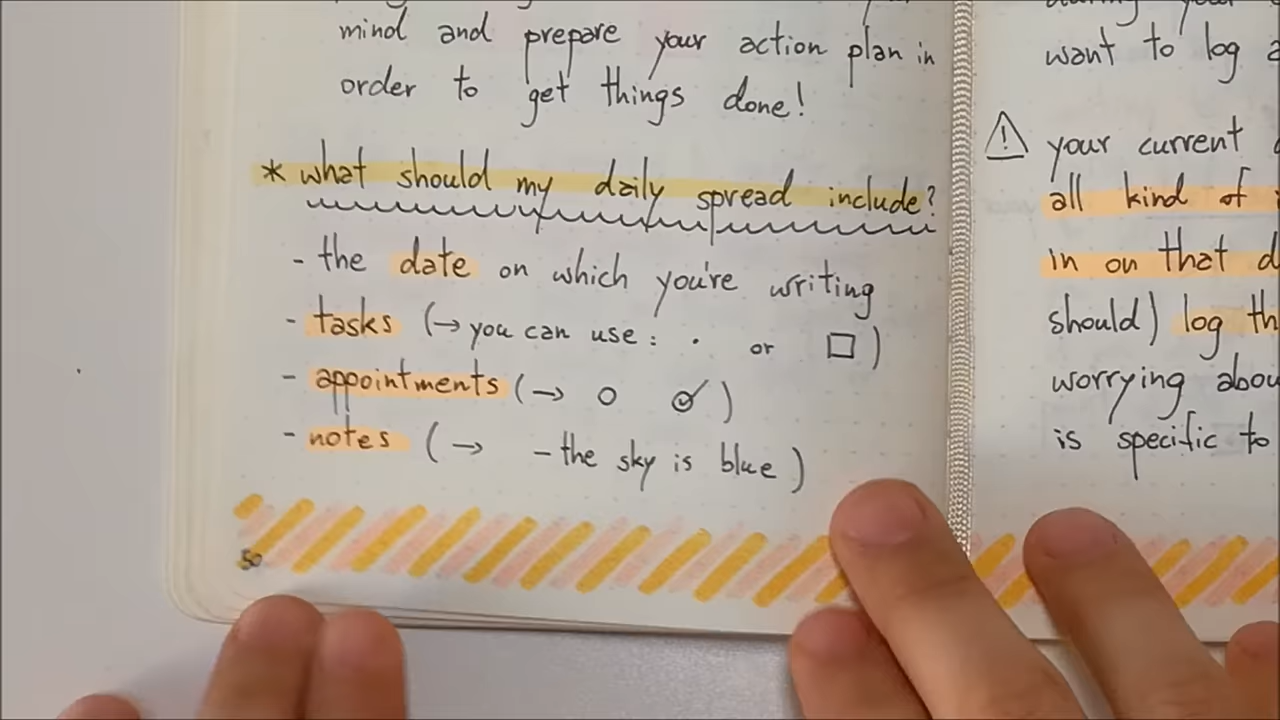 mind and prepare your action plan in
order to get things done!
* what should my daily spread include?
- the date on which you're writing
- tasks (→ you can use : · or □)
- appointments (→ ○ ✓)
- notes (→ - the sky is blue)
50
want to log
⚠ your current
all kind of
in on that
should) log
worrying
is specific to